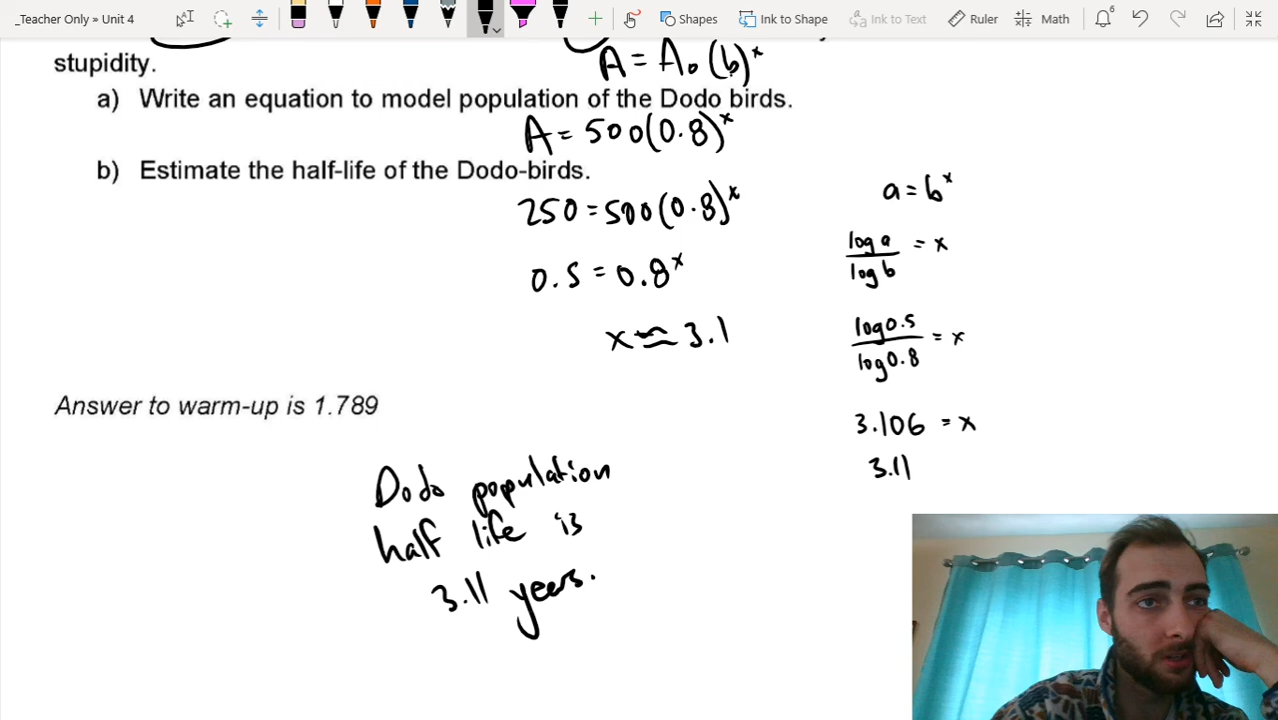 _Teacher Only » Unit 4
Shapes
Ink to Shape
Ink to Text
Ruler
Math
6
stupidity.
A = A₀(b)ˣ
a) Write an equation to model population of the Dodo birds.
A = 500(0.8)ˣ
b) Estimate the half-life of the Dodo-birds.
250 = 500(0.8)ˣ
0.5 = 0.8ˣ
x ≈ 3.1
a = bˣ
log a / log b = x
log 0.5 / log 0.8 = x
3.106 = x
3.11
Answer to warm-up is 1.789
Dodo population
half life is
3.11 years.